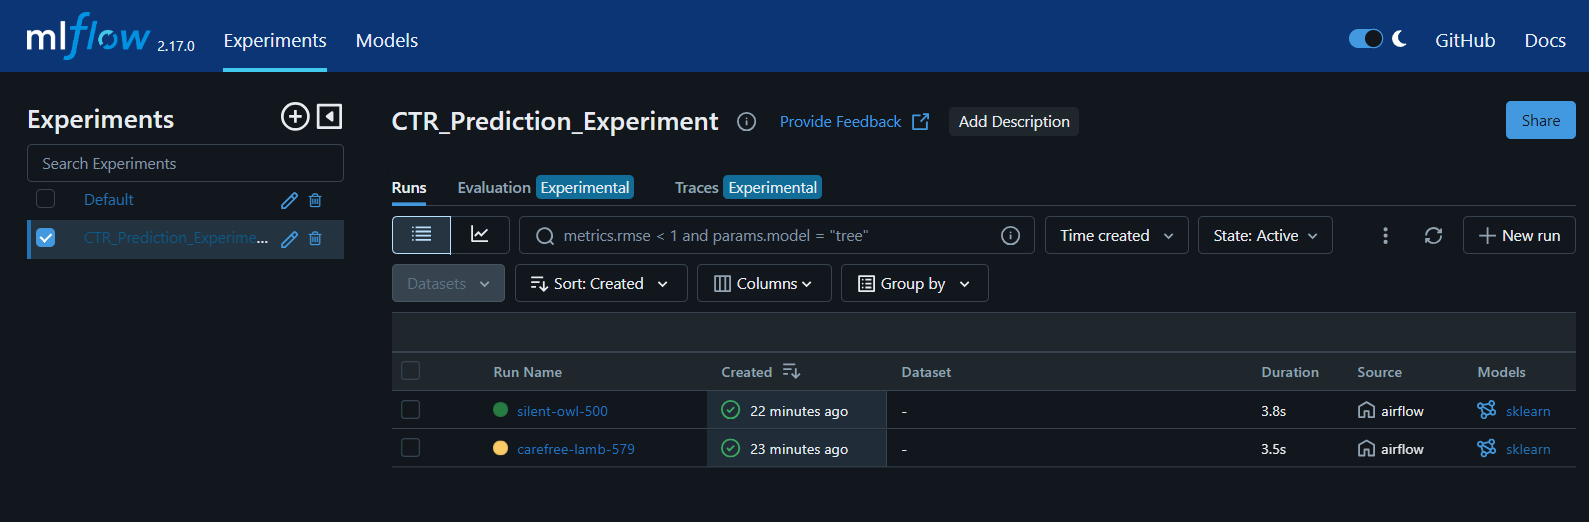 mlflow 2.17.0 Experiments Models GitHub Docs
Experiments
Search Experiments
Default
CTR_Prediction_Experime...
CTR_Prediction_Experiment Provide Feedback Add Description Share
Runs Evaluation Experimental Traces Experimental
metrics.rmse < 1 and params.model = "tree" Time created State: Active New run
Datasets Sort: Created Columns Group by
Run Name Created Dataset Duration Source Models
silent-owl-500 22 minutes ago - 3.8s airflow sklearn
carefree-lamb-579 23 minutes ago - 3.5s airflow sklearn